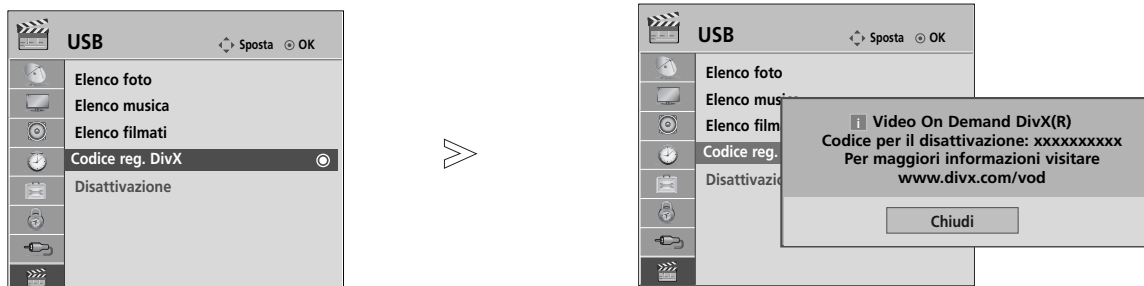 USB
Sposta OK
Elenco foto
Elenco musica
Elenco filmati
Codice reg. DivX
Disattivazione
USB
Sposta OK
Elenco foto
Elenco mus
Elenco film
Codice reg.
Disattivazio
i Video On Demand DivX(R)
Codice per il disattivazione: xxxxxxxxxx
Per maggiori informazioni visitare
www.divx.com/vod
Chiudi